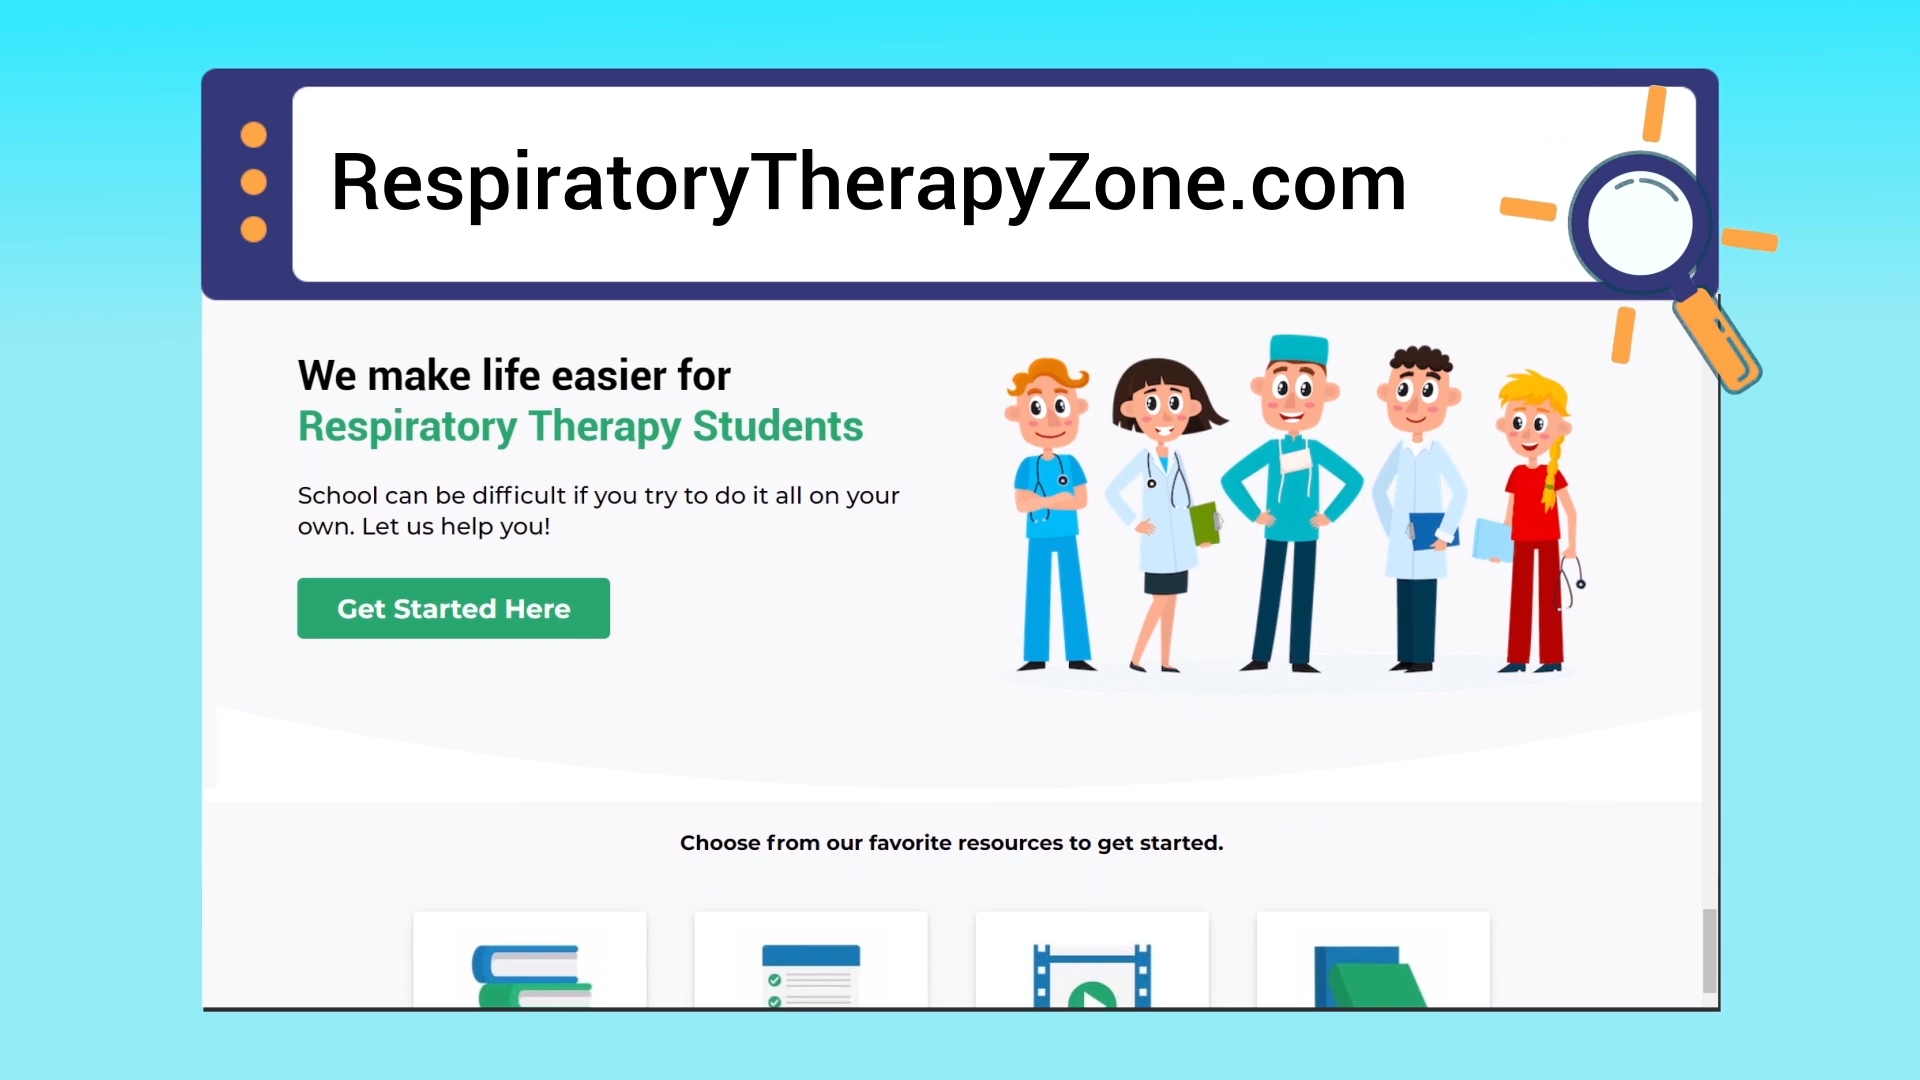 RespiratoryTherapyZone.com
We make life easier for
Respiratory Therapy Students
School can be difficult if you try to do it all on your
own. Let us help you!
Get Started Here
Choose from our favorite resources to get started.